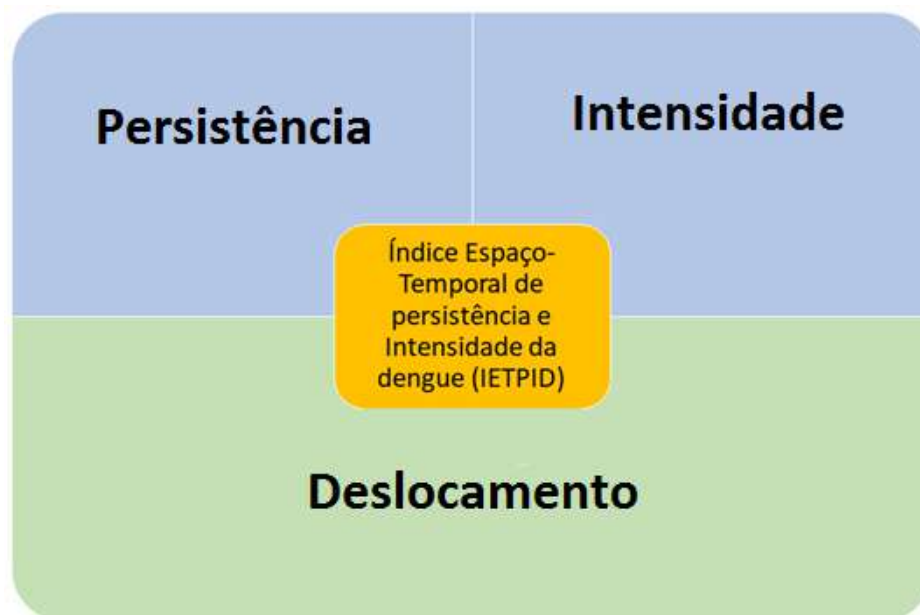 Persistência
Intensidade
Índice Espaço-
Temporal de
persistência e
Intensidade da
dengue (IETPID)
Deslocamento